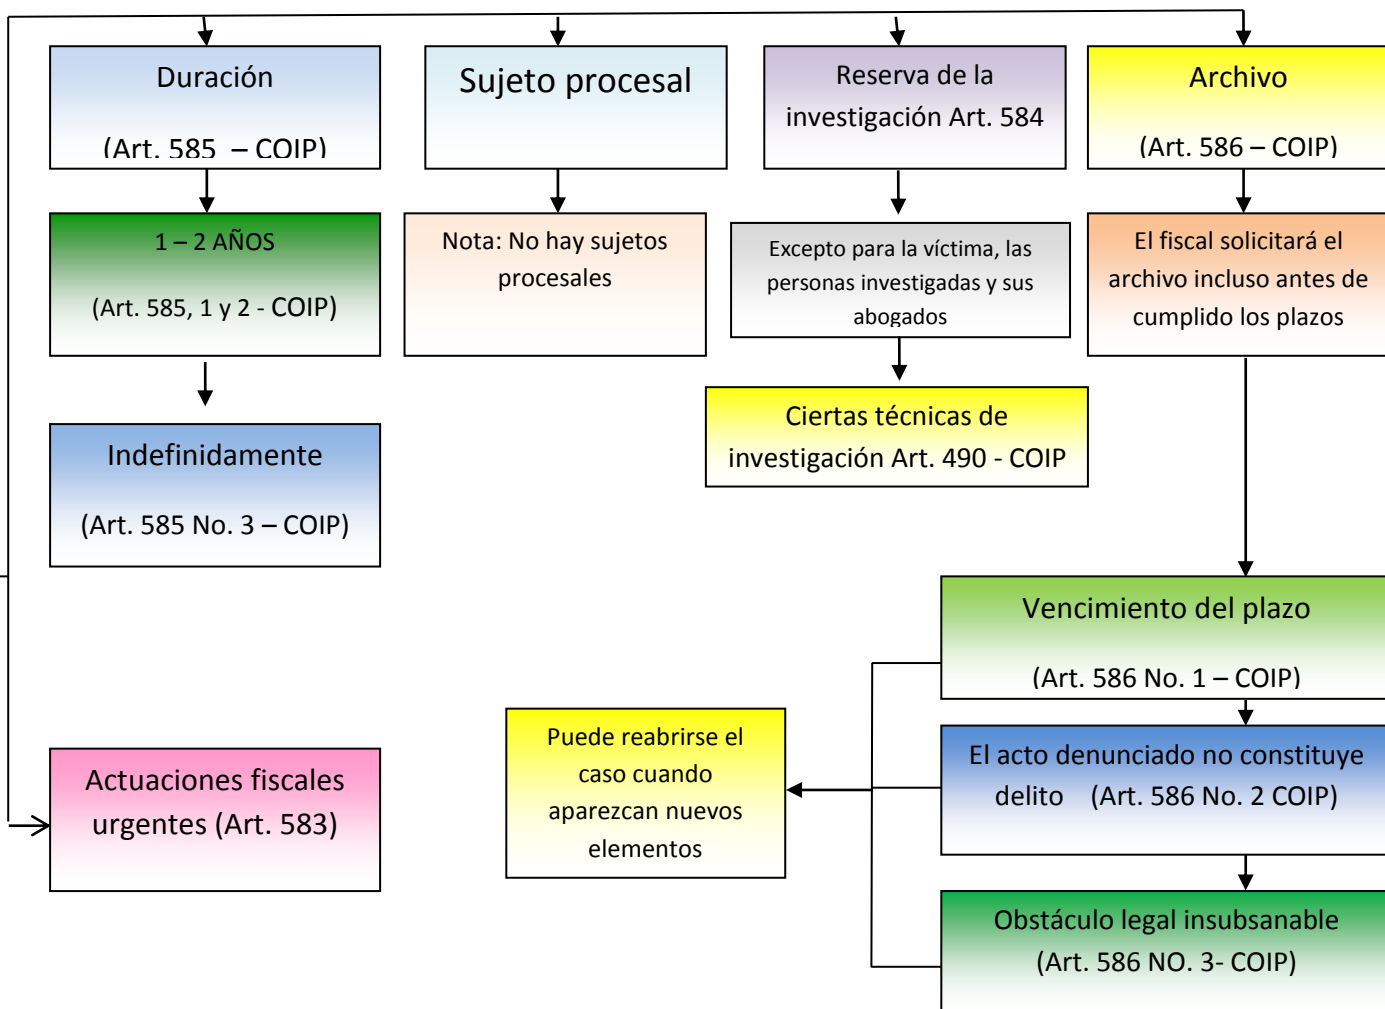 Duración
(Art. 585 – COIP)
Sujeto procesal
Reserva de la
investigación Art. 584
Archivo
(Art. 586 – COIP)
1 – 2 AÑOS
(Art. 585, 1 y 2 - COIP)
Nota: No hay sujetos
procesales
Excepto para la víctima, las
personas investigadas y sus
abogados
El fiscal solicitará el
archivo incluso antes de
cumplido los plazos
Indefinidamente
(Art. 585 No. 3 – COIP)
Ciertas técnicas de
investigación Art. 490 - COIP
Vencimiento del plazo
(Art. 586 No. 1 – COIP)
Actuaciones fiscales
urgentes (Art. 583)
Puede reabrirse el
caso cuando
aparezcan nuevos
elementos
El acto denunciado no constituye
delito (Art. 586 No. 2 COIP)
Obstáculo legal insubsanable
(Art. 586 NO. 3- COIP)